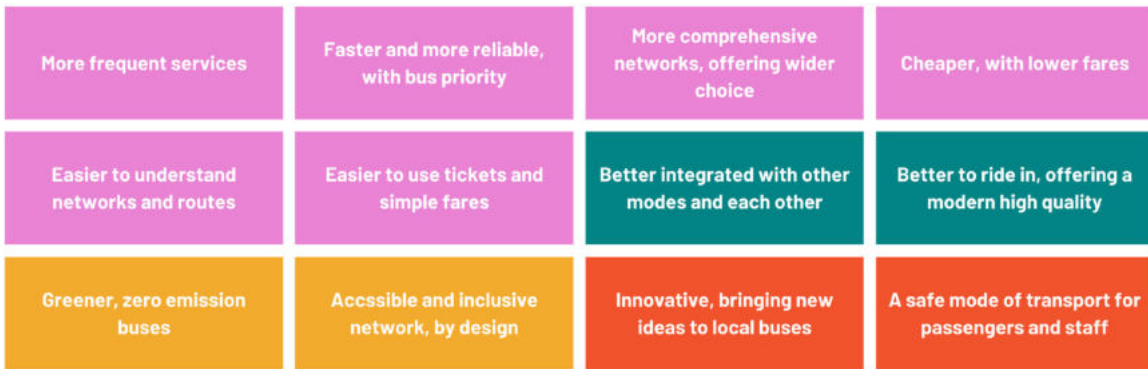 More frequent services
Faster and more reliable,
with bus priority
More comprehensive
networks, offering wider
choice
Cheaper, with lower fares
Easier to understand
networks and routes
Easier to use tickets and
simple fares
Better integrated with other
modes and each other
Better to ride in, offering a
modern high quality
Greener, zero emission
buses
Accssible and inclusive
network, by design
Innovative, bringing new
ideas to local buses
A safe mode of transport for
passengers and staff